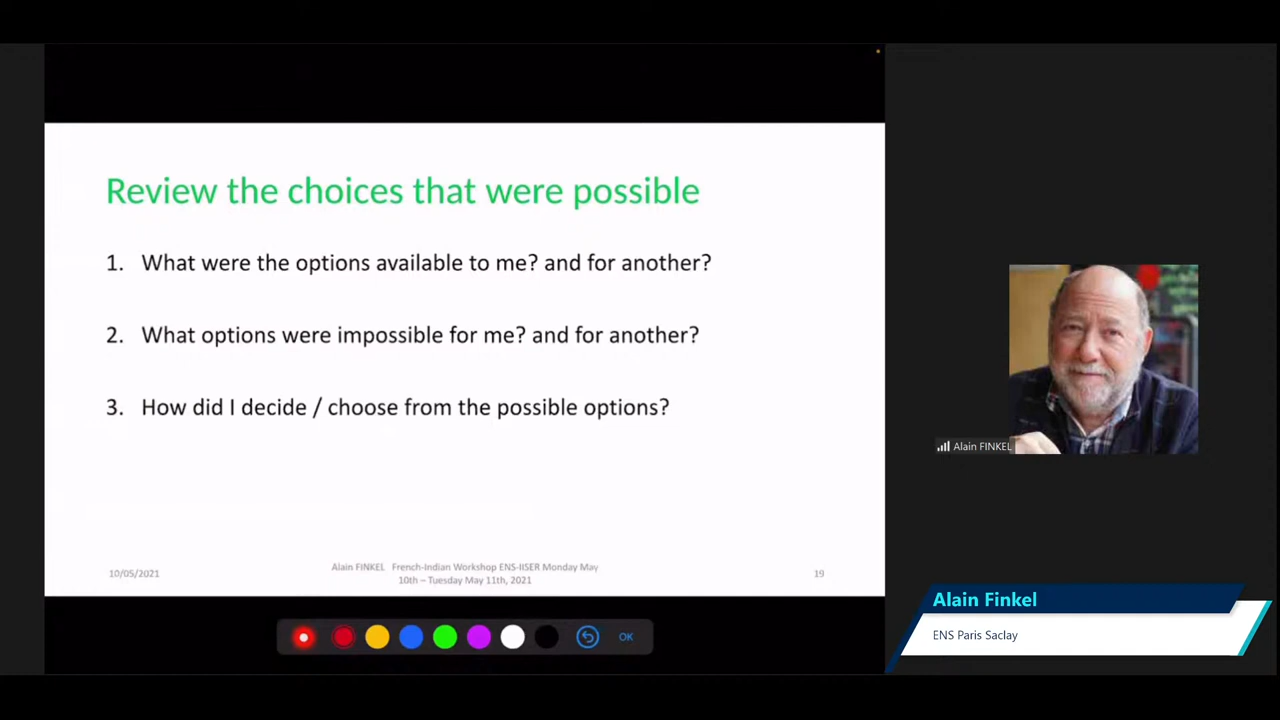 Review the choices that were possible
1. What were the options available to me? and for another?
2. What options were impossible for me? and for another?
3. How did I decide / choose from the possible options?
10/05/2021
Alain FINKEL French-Indian Workshop ENS-IISER Monday May
10th – Tuesday May 11th, 2021
19
OK
Alain FINKEL
Alain Finkel
ENS Paris Saclay